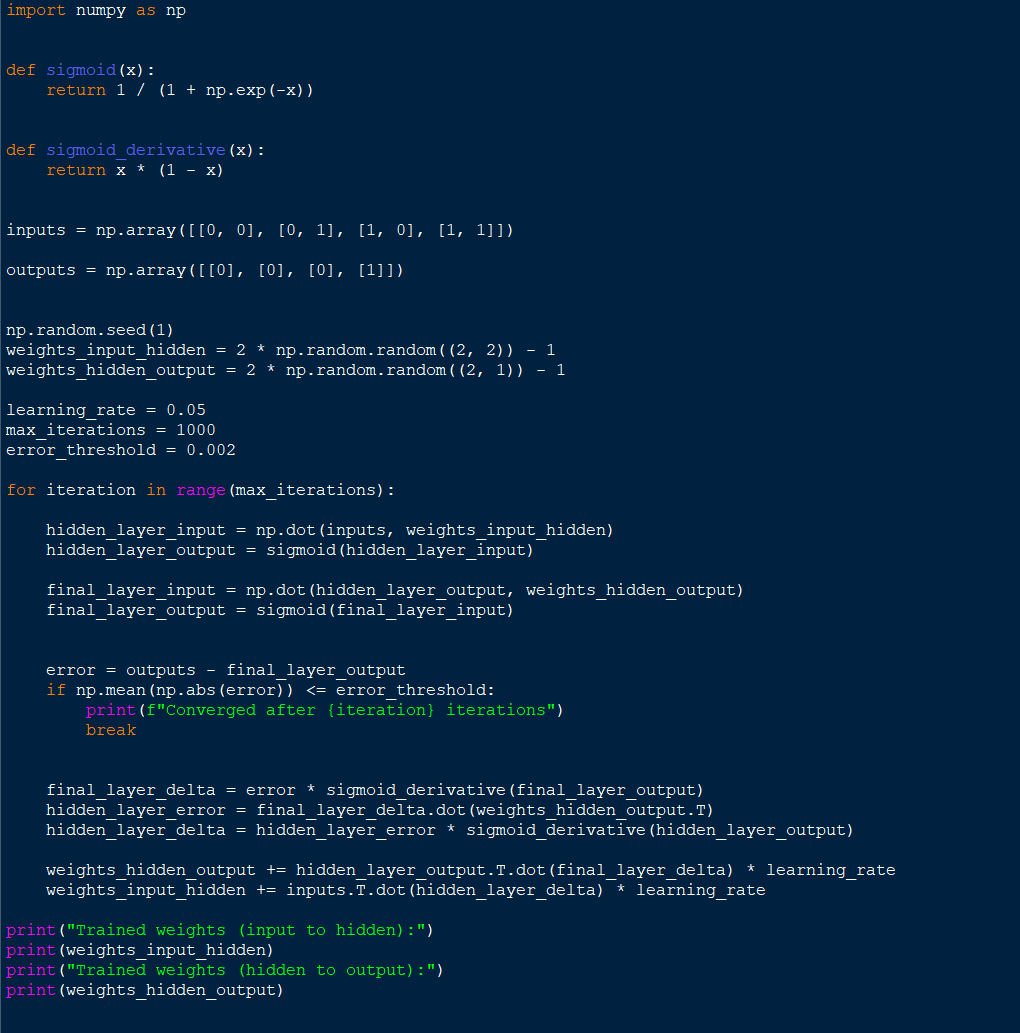 import numpy as np
def sigmoid(x):
    return 1 / (1 + np.exp(-x))
def sigmoid_derivative(x):
    return x * (1 - x)
inputs = np.array([[0, 0], [0, 1], [1, 0], [1, 1]])
outputs = np.array([[0], [0], [0], [1]])
np.random.seed(1)
weights_input_hidden = 2 * np.random.random((2, 2)) - 1
weights_hidden_output = 2 * np.random.random((2, 1)) - 1
learning_rate = 0.05
max_iterations = 1000
error_threshold = 0.002
for iteration in range(max_iterations):
    hidden_layer_input = np.dot(inputs, weights_input_hidden)
    hidden_layer_output = sigmoid(hidden_layer_input)
    final_layer_input = np.dot(hidden_layer_output, weights_hidden_output)
    final_layer_output = sigmoid(final_layer_input)
    error = outputs - final_layer_output
    if np.mean(np.abs(error)) <= error_threshold:
        print(f"Converged after {iteration} iterations")
        break
    final_layer_delta = error * sigmoid_derivative(final_layer_output)
    hidden_layer_error = final_layer_delta.dot(weights_hidden_output.T)
    hidden_layer_delta = hidden_layer_error * sigmoid_derivative(hidden_layer_output)
    weights_hidden_output += hidden_layer_output.T.dot(final_layer_delta) * learning_rate
    weights_input_hidden += inputs.T.dot(hidden_layer_delta) * learning_rate
print("Trained weights (input to hidden):")
print(weights_input_hidden)
print("Trained weights (hidden to output):")
print(weights_hidden_output)